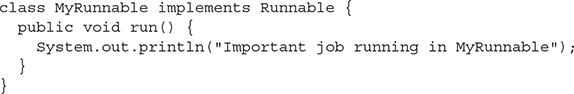 class MyRunnable implements Runnable {
  public void run() {
    System.out.println("Important job running in MyRunnable");
  }
}